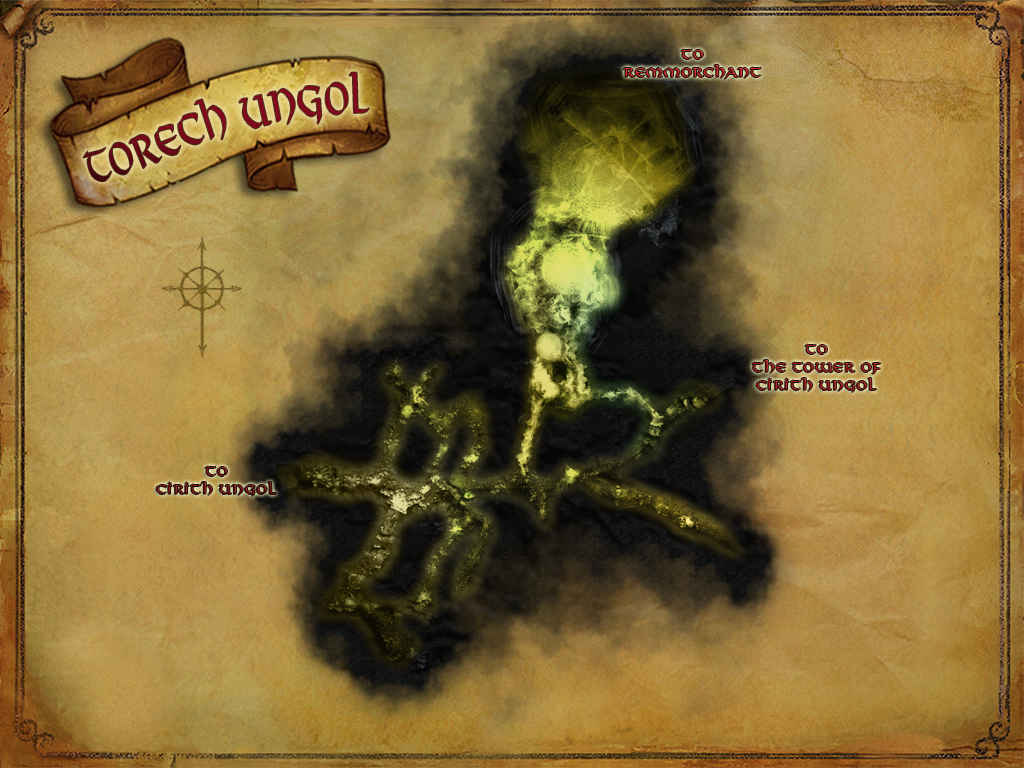 TORECH UNGOL
TO
REMMORCHANT
TO
THE TOWER OF
CIRITH UNGOL
TO
CIRITH UNGOL